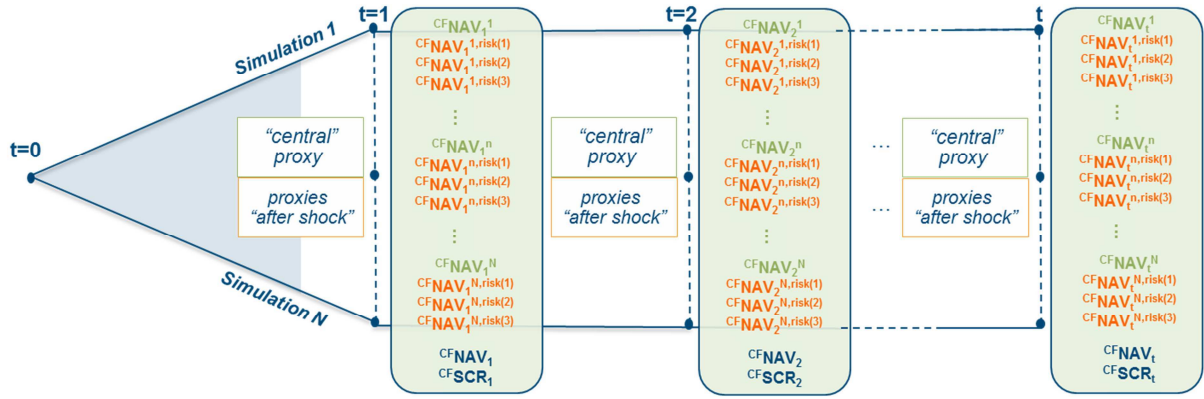 t=0
Simulation 1
Simulation N
t=1
"central"
proxy
proxies
"after shock"
CFNAV₁¹
CFNAV₁¹,risk(1)
CFNAV₁¹,risk(2)
CFNAV₁¹,risk(3)
⋮
CFNAV₁ⁿ
CFNAV₁ⁿ,risk(1)
CFNAV₁ⁿ,risk(2)
CFNAV₁ⁿ,risk(3)
⋮
CFNAV₁ᴺ
CFNAV₁ᴺ,risk(1)
CFNAV₁ᴺ,risk(2)
CFNAV₁ᴺ,risk(3)
CFNAV₁
CFSCR₁
t=2
"central"
proxy
proxies
"after shock"
CFNAV₂¹
CFNAV₂¹,risk(1)
CFNAV₂¹,risk(2)
CFNAV₂¹,risk(3)
⋮
CFNAV₂ⁿ
CFNAV₂ⁿ,risk(1)
CFNAV₂ⁿ,risk(2)
CFNAV₂ⁿ,risk(3)
⋮
CFNAV₂ᴺ
CFNAV₂ᴺ,risk(1)
CFNAV₂ᴺ,risk(2)
CFNAV₂ᴺ,risk(3)
CFNAV₂
CFSCR₂
...
...
t
"central"
proxy
proxies
"after shock"
CFNAVₜ¹
CFNAVₜ¹,risk(1)
CFNAVₜ¹,risk(2)
CFNAVₜ¹,risk(3)
⋮
CFNAVₜⁿ
CFNAVₜⁿ,risk(1)
CFNAVₜⁿ,risk(2)
CFNAVₜⁿ,risk(3)
⋮
CFNAVₜᴺ
CFNAVₜᴺ,risk(1)
CFNAVₜᴺ,risk(2)
CFNAVₜᴺ,risk(3)
CFNAVₜ
CFSCRₜ